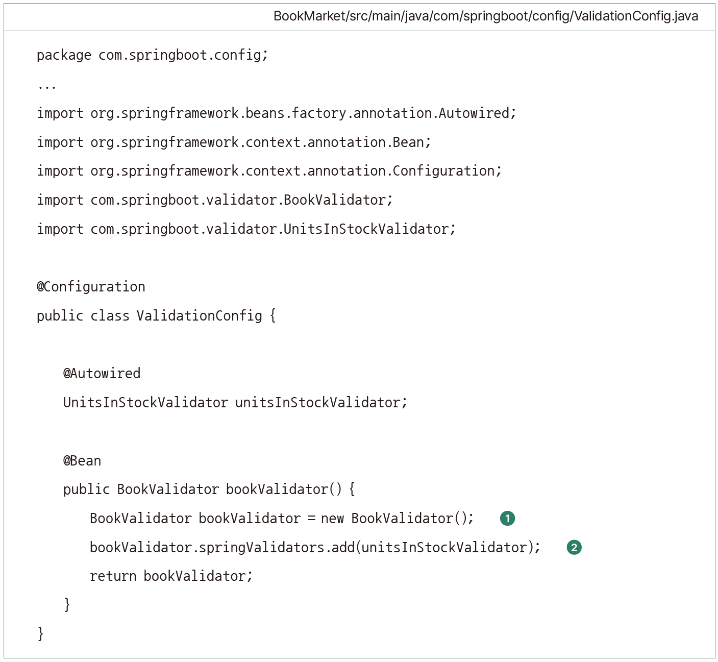 BookMarket/src/main/java/com/springboot/config/ValidationConfig.java
package com.springboot.config;
...
import org.springframework.beans.factory.annotation.Autowired;
import org.springframework.context.annotation.Bean;
import org.springframework.context.annotation.Configuration;
import com.springboot.validator.BookValidator;
import com.springboot.validator.UnitsInStockValidator;
@Configuration
public class ValidationConfig {
@Autowired
UnitsInStockValidator unitsInStockValidator;
@Bean
public BookValidator bookValidator() {
BookValidator bookValidator = new BookValidator(); 1
bookValidator.springValidators.add(unitsInStockValidator); 2
return bookValidator;
}
}